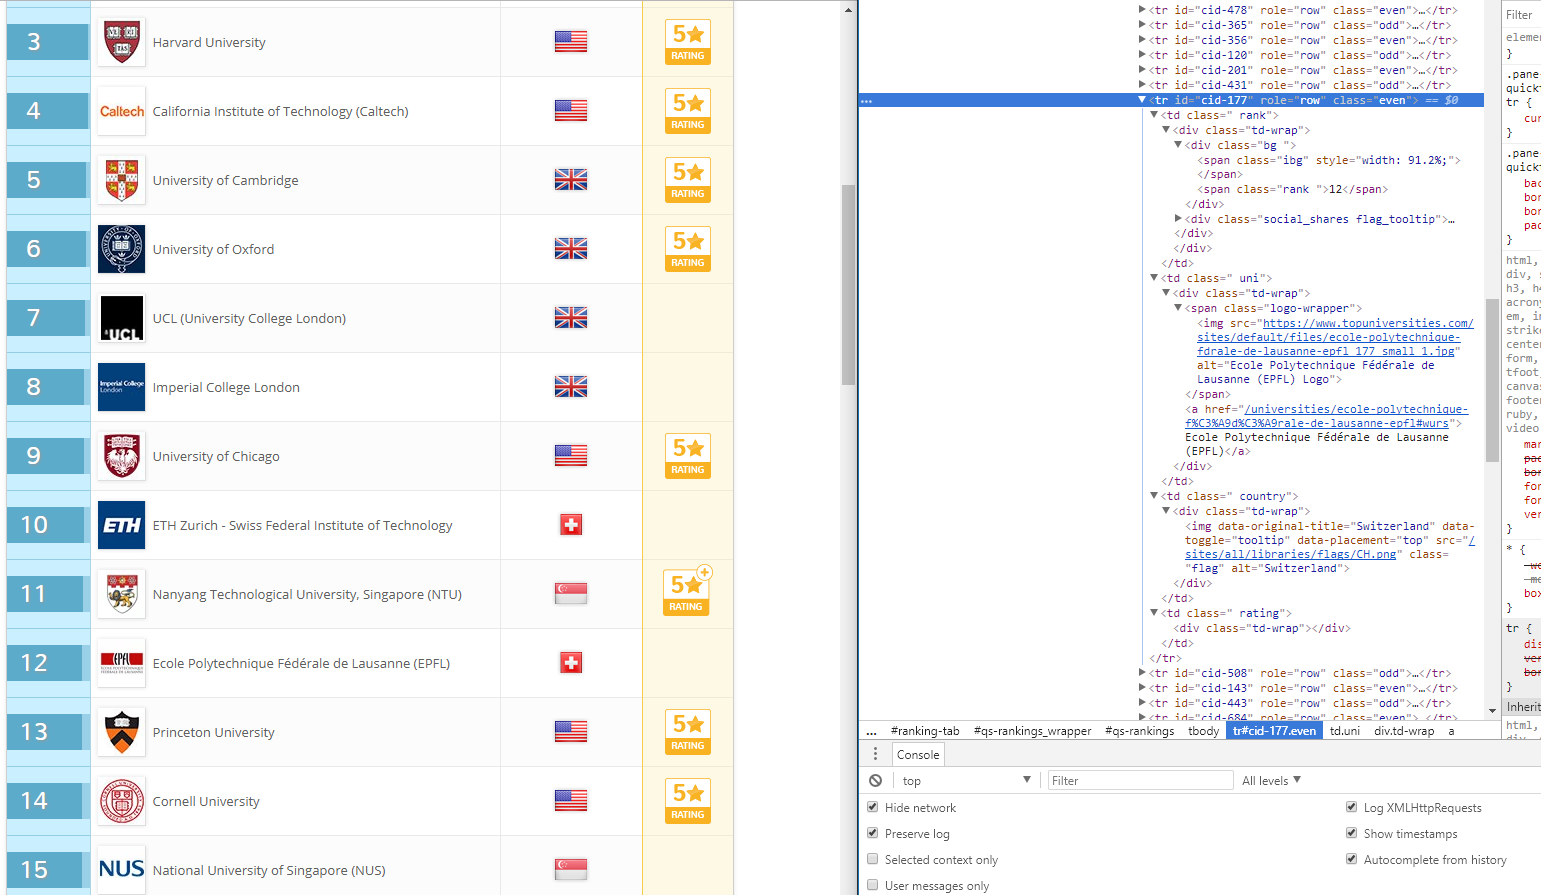 3 Harvard University 5 RATING
4 Caltech California Institute of Technology (Caltech) 5 RATING
5 University of Cambridge 5 RATING
6 University of Oxford 5 RATING
7 UCL UCL (University College London)
8 Imperial College London Imperial College London
9 University of Chicago 5 RATING
10 ETH ETH Zurich - Swiss Federal Institute of Technology
11 Nanyang Technological University, Singapore (NTU) 5 + RATING
12 EPFL Ecole Polytechnique Fédérale de Lausanne (EPFL)
13 Princeton University 5 RATING
14 Cornell University 5 RATING
15 NUS National University of Singapore (NUS)
<tr id="cid-478" role="row" class="even">…</tr>
<tr id="cid-365" role="row" class="odd">…</tr>
<tr id="cid-356" role="row" class="even">…</tr>
<tr id="cid-120" role="row" class="odd">…</tr>
<tr id="cid-201" role="row" class="even">…</tr>
<tr id="cid-431" role="row" class="odd">…</tr>
... <tr id="cid-177" role="row" class="even"> == $0
<td class=" rank">
<div class="td-wrap">
<div class="bg ">
<span class="ibg" style="width: 91.2%;">
</span>
<span class="rank ">12</span>
</div>
<div class="social_shares flag_tooltip">…
</div>
</div>
</td>
<td class=" uni">
<div class="td-wrap">
<span class="logo-wrapper">
<img src="https://www.topuniversities.com/
sites/default/files/ecole-polytechnique-
fdrale-de-lausanne-epfl_177_small_1.jpg"
alt="Ecole Polytechnique Fédérale de
Lausanne (EPFL) Logo">
</span>
<a href="/universities/ecole-polytechnique-
f%C3%A9d%C3%A9rale-de-lausanne-epfl#wurs">
Ecole Polytechnique Fédérale de Lausanne
(EPFL)</a>
</div>
</td>
<td class=" country">
<div class="td-wrap">
<img data-original-title="Switzerland" data-
toggle="tooltip" data-placement="top" src="/
sites/all/libraries/flags/CH.png" class=
"flag" alt="Switzerland">
</div>
</td>
<td class=" rating">
<div class="td-wrap"></div>
</td>
</tr>
<tr id="cid-508" role="row" class="odd">…</tr>
<tr id="cid-143" role="row" class="even">…</tr>
<tr id="cid-443" role="row" class="odd">…</tr>
<tr id="cid-684" role="row" class="even">…</tr>
... #ranking-tab #qs-rankings_wrapper #qs-rankings tbody tr#cid-177.even td.uni div.td-wrap a
Console
top Filter All levels
Hide network
Preserve log
Selected context only
User messages only
Log XMLHttpRequests
Show timestamps
Autocomplete from history
Filter
elemen
}
.pane
quickt
tr {
cur
}
.pane
quickt
bac
bor
bor
pad
}
html,
div, s
h3, h4
acrony
em, im
strike
center
form,
tfoot,
canvas
footer
ruby,
video
mar
pad
bor
for
for
ver
}
* {
box
}
tr {
dis
ver
bor
}
Inherit
html,